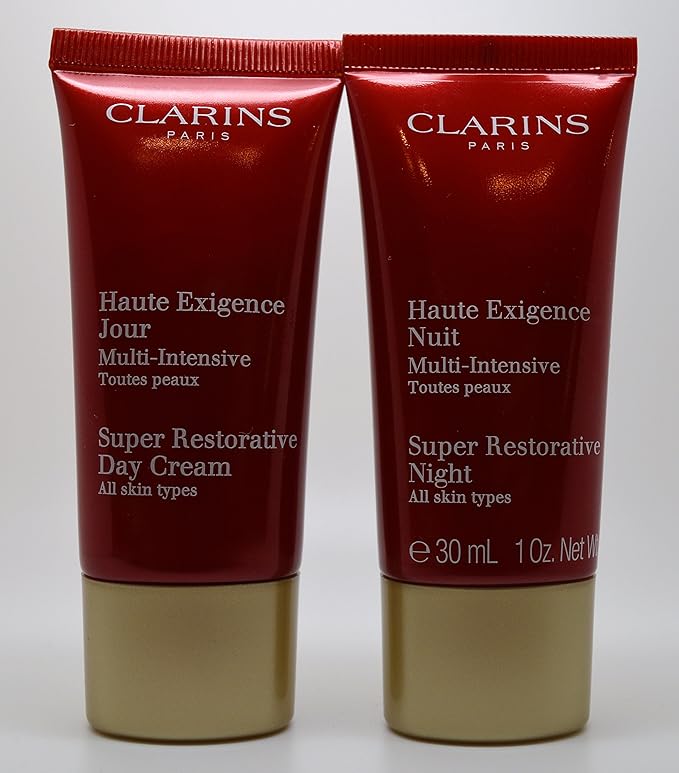 CLARINS
PARIS
Haute Exigence
Jour
Multi-Intensive
Toutes peaux
Super Restorative
Day Cream
All skin types
CLARINS
PARIS
Haute Exigence
Nuit
Multi-Intensive
Toutes peaux
Super Restorative
Night
All skin types
℮ 30 mL 1 Oz. Net W